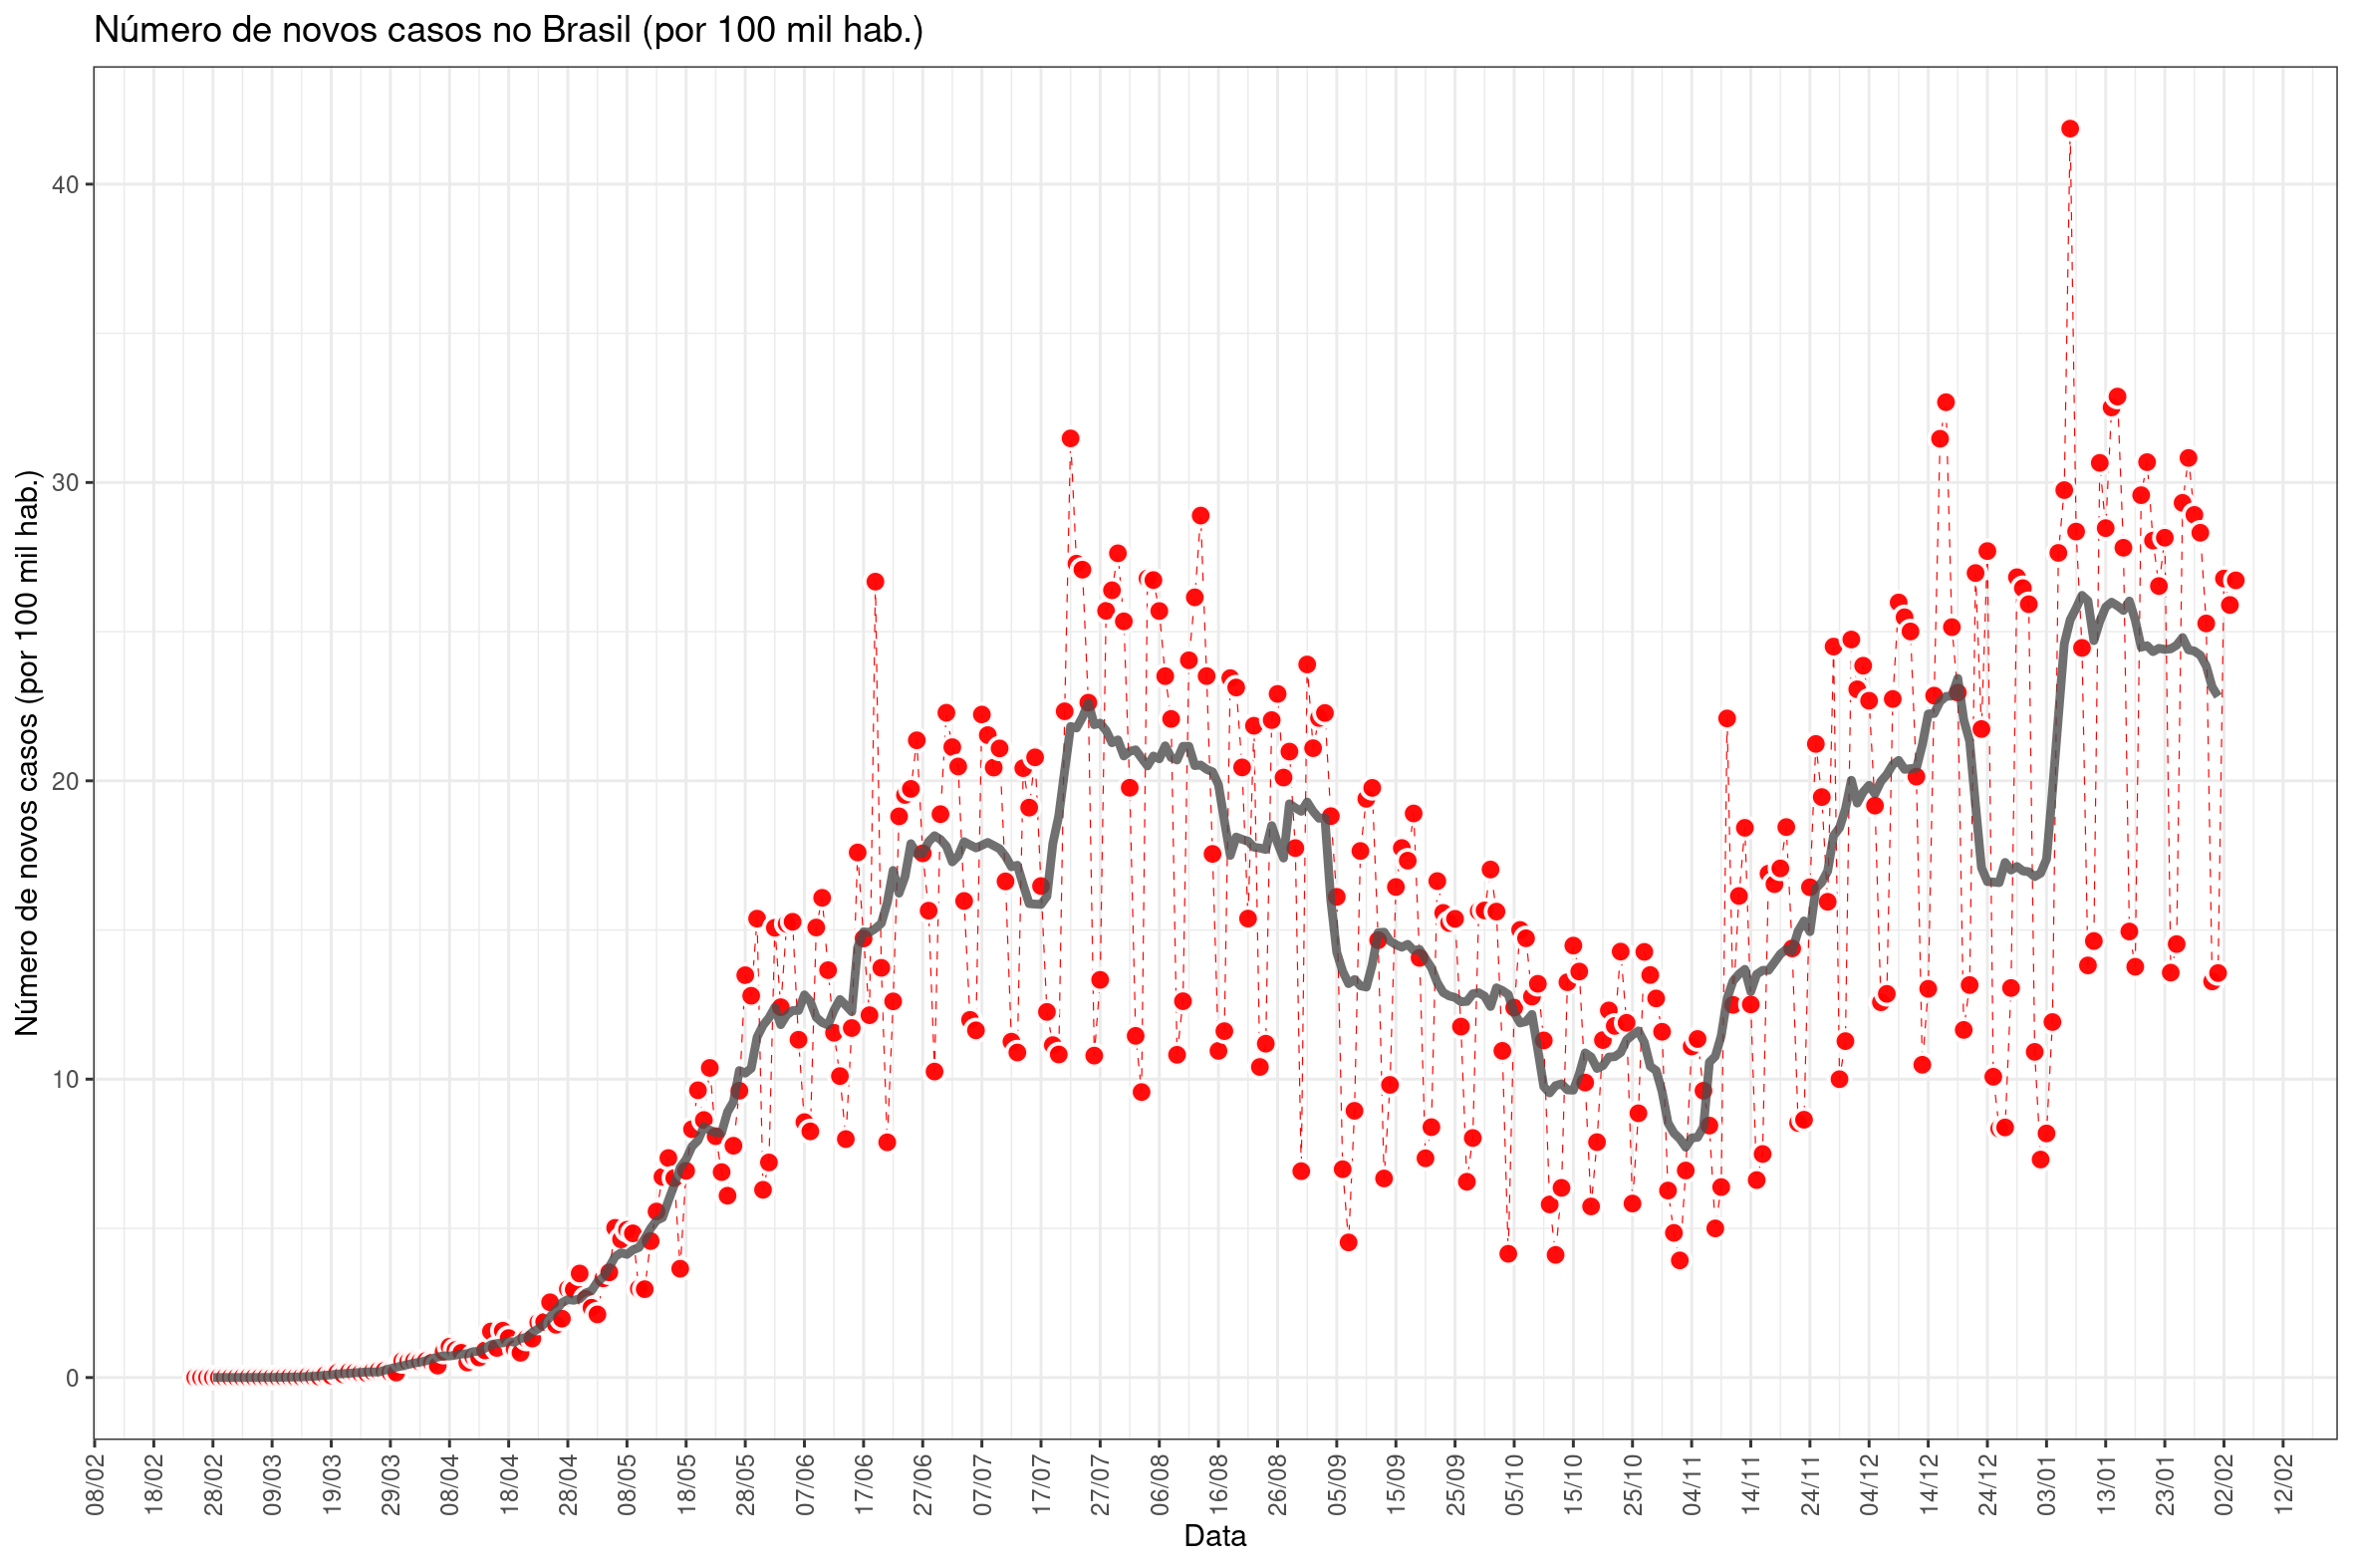 Número de novos casos no Brasil (por 100 mil hab.)
Número de novos casos (por 100 mil hab.)
40
30
20
10
0
08/02 18/02 28/02 09/03 19/03 29/03 08/04 18/04 28/04 08/05 18/05 28/05 07/06 17/06 27/06 07/07 17/07 27/07 06/08 16/08 26/08 05/09 15/09 25/09 05/10 15/10 25/10 04/11 14/11 24/11 04/12 14/12 24/12 03/01 13/01 23/01 02/02 12/02
Data